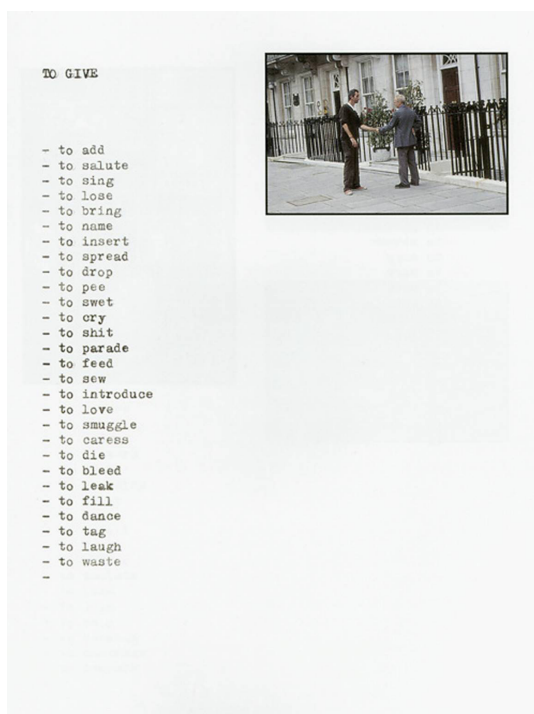 TO GIVE
- to add
- to salute
- to sing
- to lose
- to bring
- to name
- to insert
- to spread
- to drop
- to pee
- to swet
- to cry
- to shit
- to parade
- to feed
- to sew
- to introduce
- to love
- to smuggle
- to caress
- to die
- to bleed
- to leak
- to fill
- to dance
- to tag
- to laugh
- to waste
-